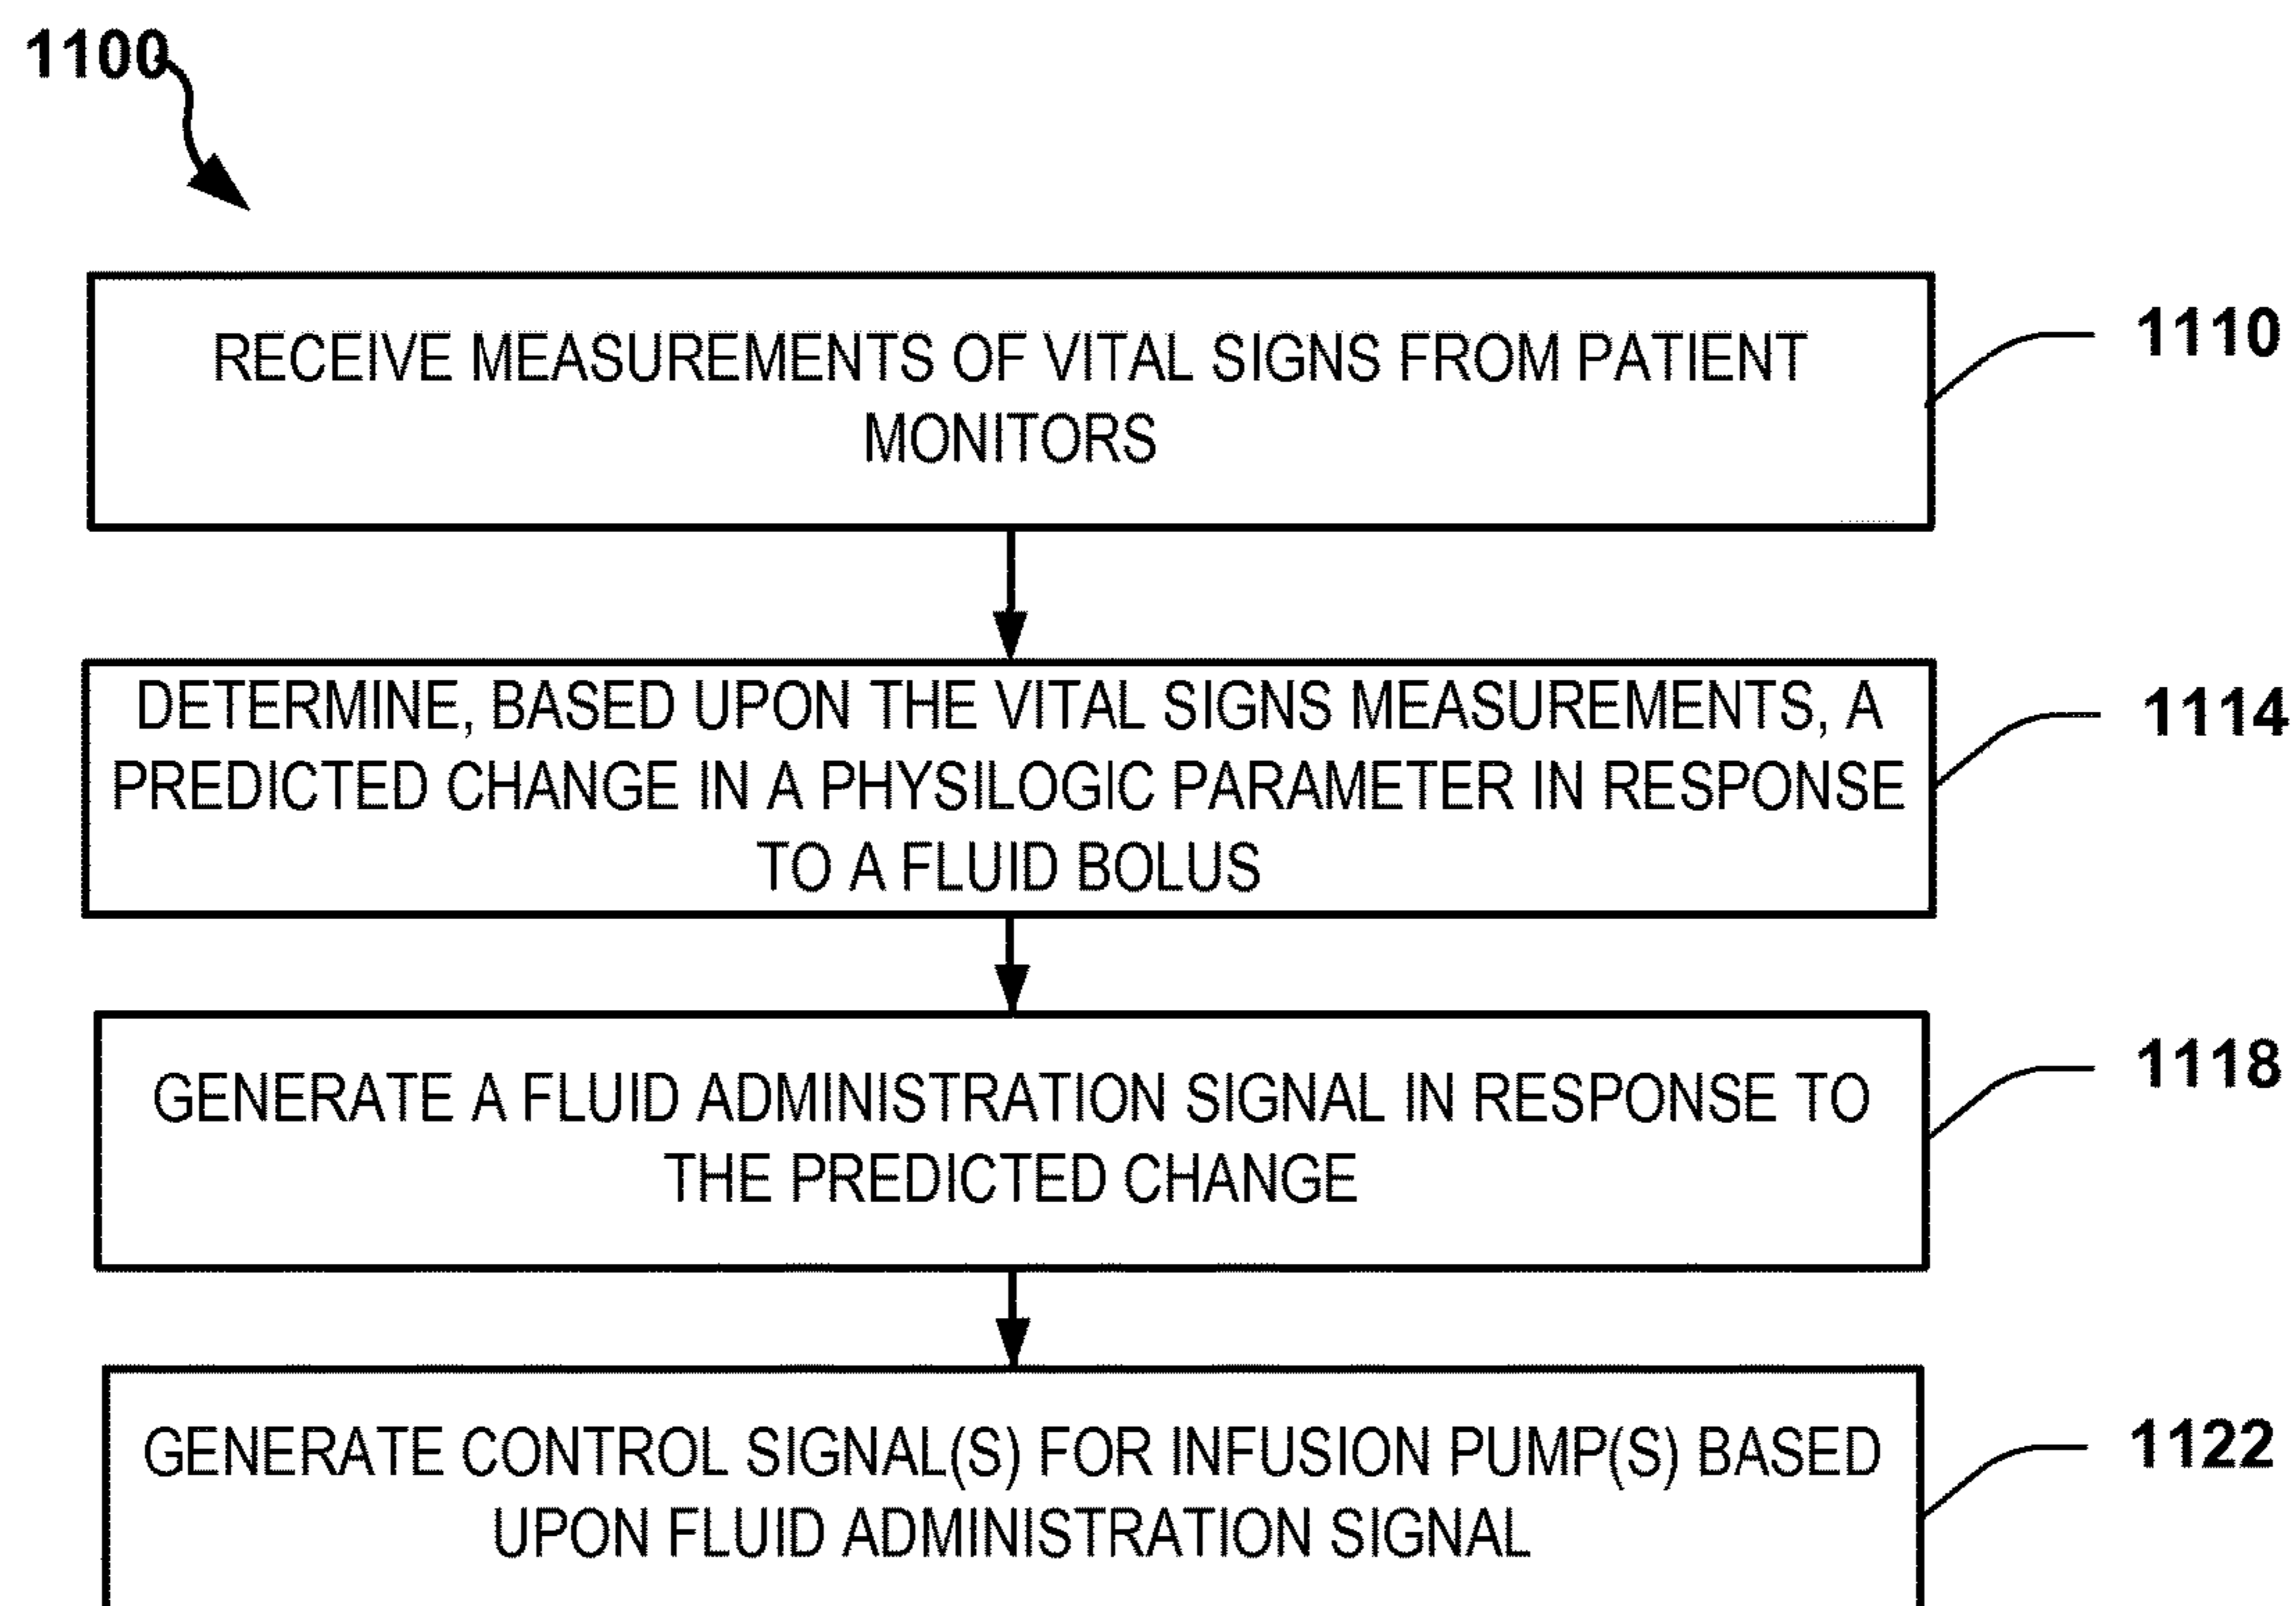 1100
RECEIVE MEASUREMENTS OF VITAL SIGNS FROM PATIENT
MONITORS
1110
DETERMINE, BASED UPON THE VITAL SIGNS MEASUREMENTS, A
PREDICTED CHANGE IN A PHYSILOGIC PARAMETER IN RESPONSE
TO A FLUID BOLUS
1114
GENERATE A FLUID ADMINISTRATION SIGNAL IN RESPONSE TO
THE PREDICTED CHANGE
1118
GENERATE CONTROL SIGNAL(S) FOR INFUSION PUMP(S) BASED
UPON FLUID ADMINISTRATION SIGNAL
1122